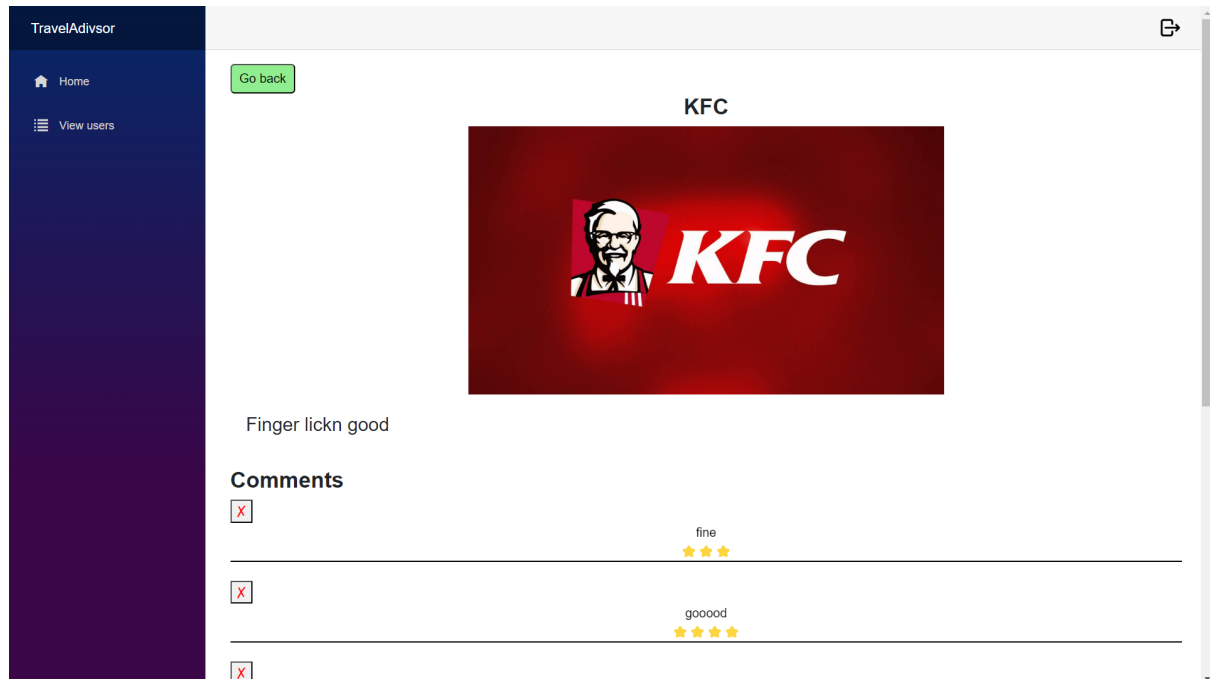 TravelAdivsor
Home
View users
Go back
KFC
KFC
Finger lickn good
Comments
X
fine
X
gooood
X